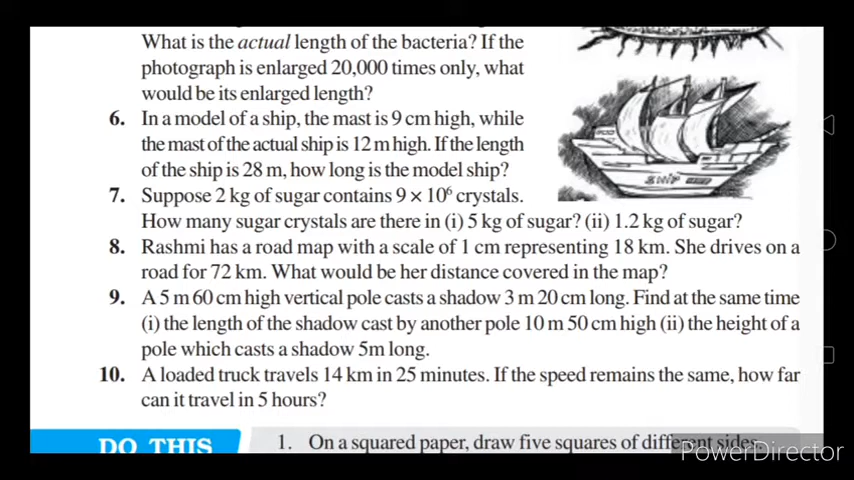 What is the actual length of the bacteria? If the
photograph is enlarged 20,000 times only, what
would be its enlarged length?
6. In a model of a ship, the mast is 9 cm high, while
the mast of the actual ship is 12 m high. If the length
of the ship is 28 m, how long is the model ship?
SHIP
7. Suppose 2 kg of sugar contains 9 × 10⁶ crystals.
How many sugar crystals are there in (i) 5 kg of sugar? (ii) 1.2 kg of sugar?
8. Rashmi has a road map with a scale of 1 cm representing 18 km. She drives on a
road for 72 km. What would be her distance covered in the map?
9. A 5 m 60 cm high vertical pole casts a shadow 3 m 20 cm long. Find at the same time
(i) the length of the shadow cast by another pole 10 m 50 cm high (ii) the height of a
pole which casts a shadow 5m long.
10. A loaded truck travels 14 km in 25 minutes. If the speed remains the same, how far
can it travel in 5 hours?
DO THIS
1. On a squared paper, draw five squares of different sides.
PowerDirector